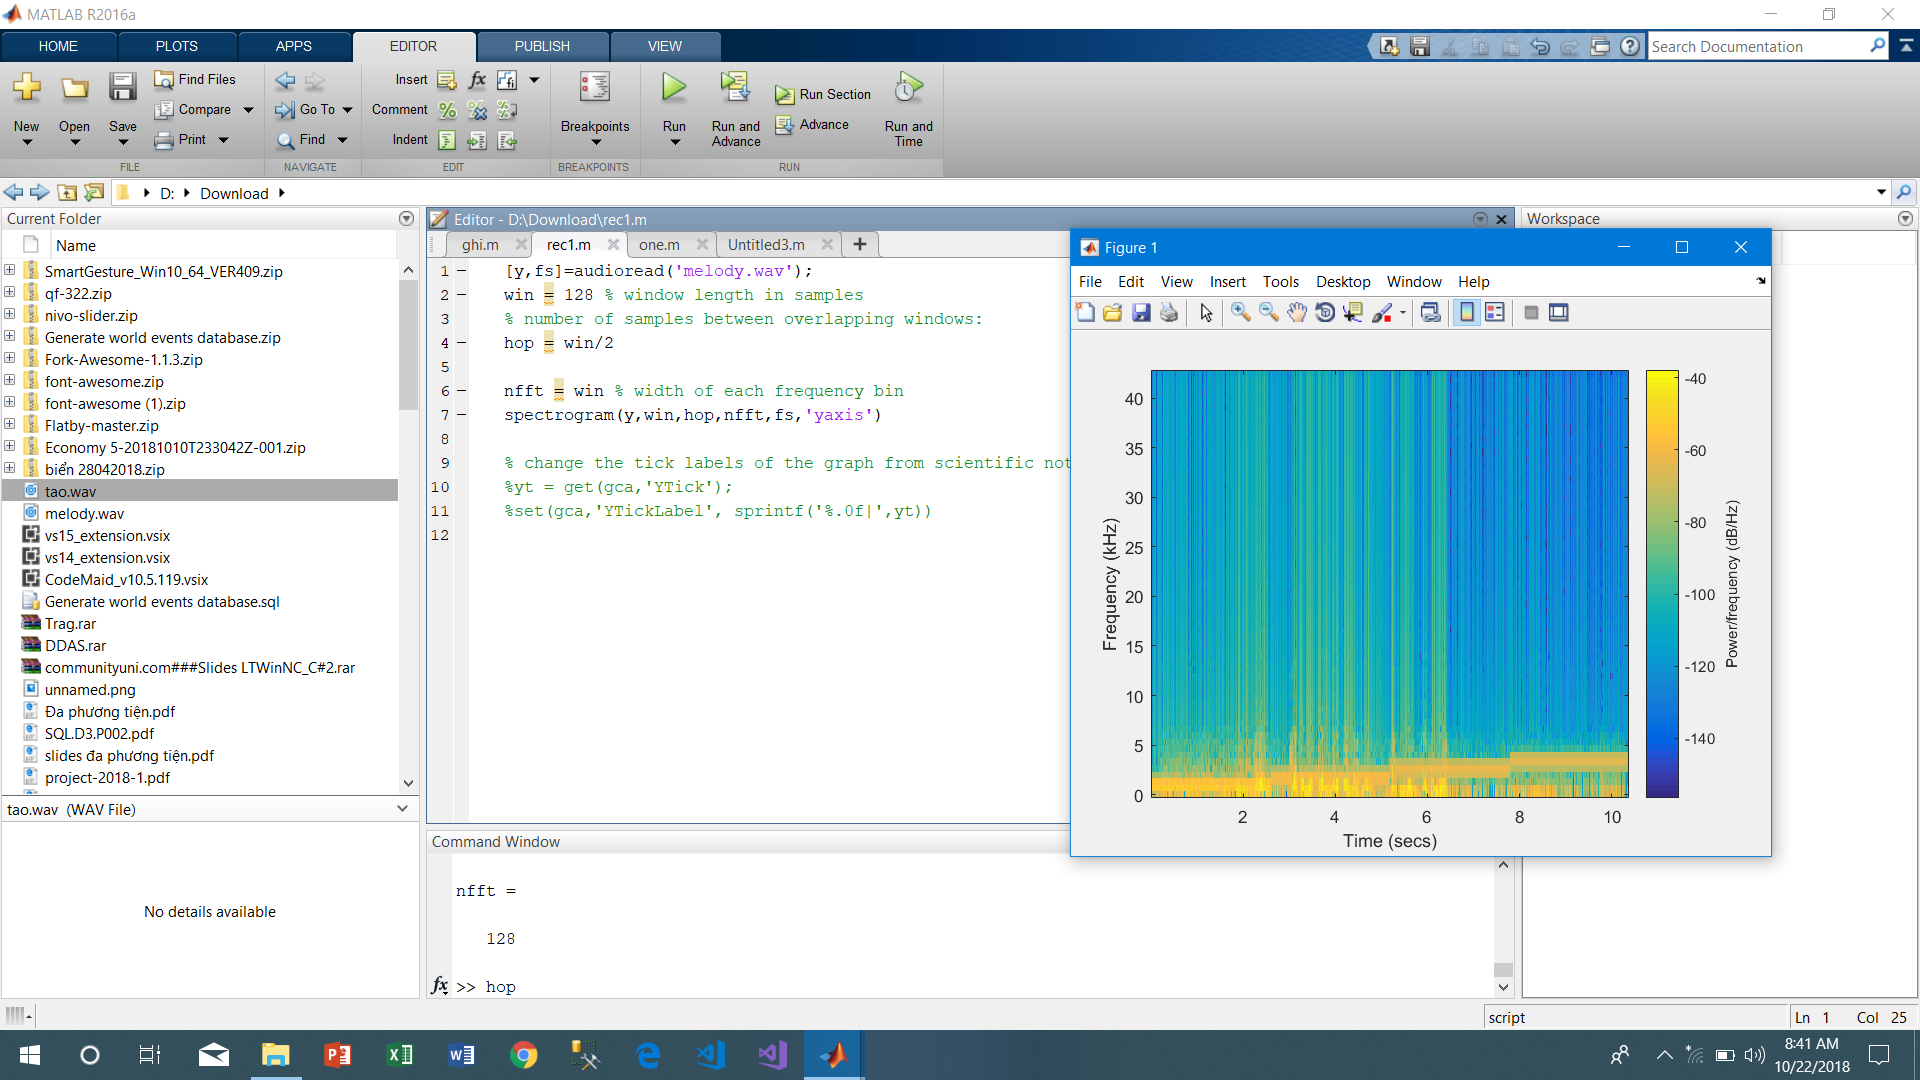 MATLAB R2016a
HOME PLOTS APPS EDITOR PUBLISH VIEW
Search Documentation
New Open Save Find Files Compare Print
Go To Find
Insert Comment Indent
Breakpoints
Run Run and Advance Run Section Advance Run and Time
FILE NAVIGATE EDIT BREAKPOINTS RUN
D: Download
Current Folder
Name
SmartGesture_Win10_64_VER409.zip
qf-322.zip
nivo-slider.zip
Generate world events database.zip
Fork-Awesome-1.1.3.zip
font-awesome.zip
font-awesome (1).zip
Flatby-master.zip
Economy 5-20181010T233042Z-001.zip
biển 28042018.zip
tao.wav
melody.wav
vs15_extension.vsix
vs14_extension.vsix
CodeMaid_v10.5.119.vsix
Generate world events database.sql
Trag.rar
DDAS.rar
communityuni.com###Slides LTWinNC_C#2.rar
unnamed.png
Đa phương tiện.pdf
SQL.D3.P002.pdf
slides đa phương tiện.pdf
project-2018-1.pdf
tao.wav (WAV File)
No details available
Editor - D:\Download\rec1.m
ghi.m rec1.m one.m Untitled3.m
1 [y,fs]=audioread('melody.wav');
2 win = 128 % window length in samples
3 % number of samples between overlapping windows:
4 hop = win/2
5
6 nfft = win % width of each frequency bin
7 spectrogram(y,win,hop,nfft,fs,'yaxis')
8
9 % change the tick labels of the graph from scientific not
10 %yt = get(gca,'YTick');
11 %set(gca,'YTickLabel', sprintf('%.0f|',yt))
12
Command Window
nfft =
128
fx >> hop
Workspace
Figure 1
File Edit View Insert Tools Desktop Window Help
40
35
30
25
20
15
10
5
0
Frequency (kHz)
2 4 6 8 10
Time (secs)
-40
-60
-80
-100
-120
-140
Power/frequency (dB/Hz)
script
Ln 1 Col 25
8:41 AM
10/22/2018